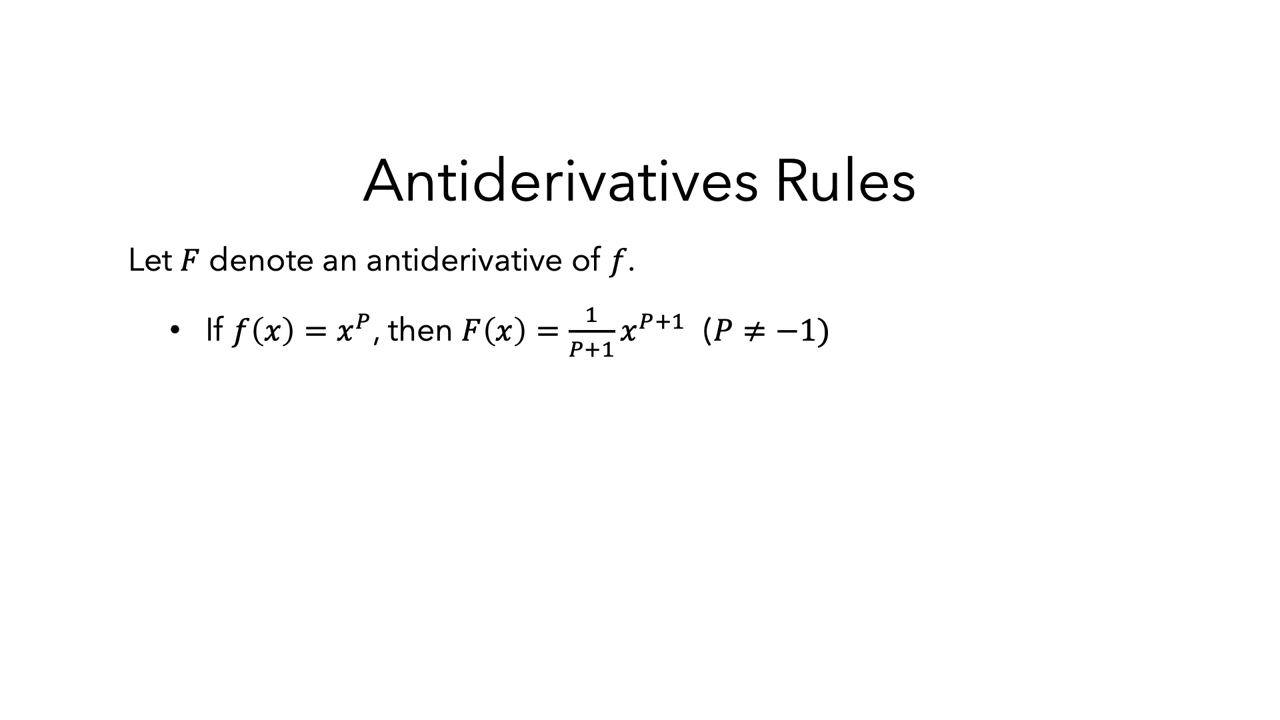 Antiderivatives Rules
Let 𝐹 denote an antiderivative of 𝑓.
• If 𝑓(𝑥) = 𝑥^𝑃, then 𝐹(𝑥) = 1/(𝑃+1) 𝑥^(𝑃+1) (𝑃 ≠ −1)